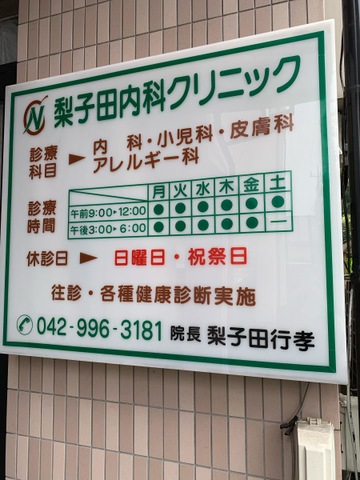 N 梨子田内科クリニック
診療科目 ▶ 内　科・小児科・皮膚科
アレルギー科
診療時間 月 火 水 木 金 土
午前9:00▶12:00 ● ● ● ● ● ●
午後3:00▶6:00 ● ● ● ● ● ー
休診日 ▶ 日曜日・祝祭日
往診・各種健康診断実施
✆ 042-996-3181 院長 梨子田行孝